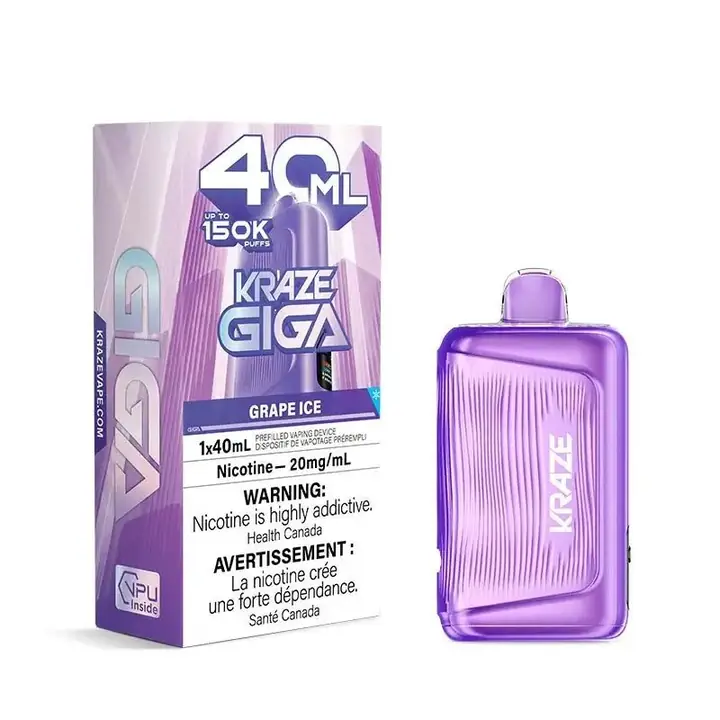 40ML
UP TO
150K
PUFFS
KRAZE
GIGA
GRAPE ICE
GIGA
1x40mL PREFILLED VAPING DEVICE
DISPOSITIF DE VAPOTAGE PRÉREMPLI
Nicotine — 20mg/mL
WARNING:
Nicotine is highly addictive.
Health Canada
AVERTISSEMENT :
La nicotine crée
une forte dépendance.
Santé Canada
GIGA
KRAZEVAPE.COM
VPU
Inside
KRAZE